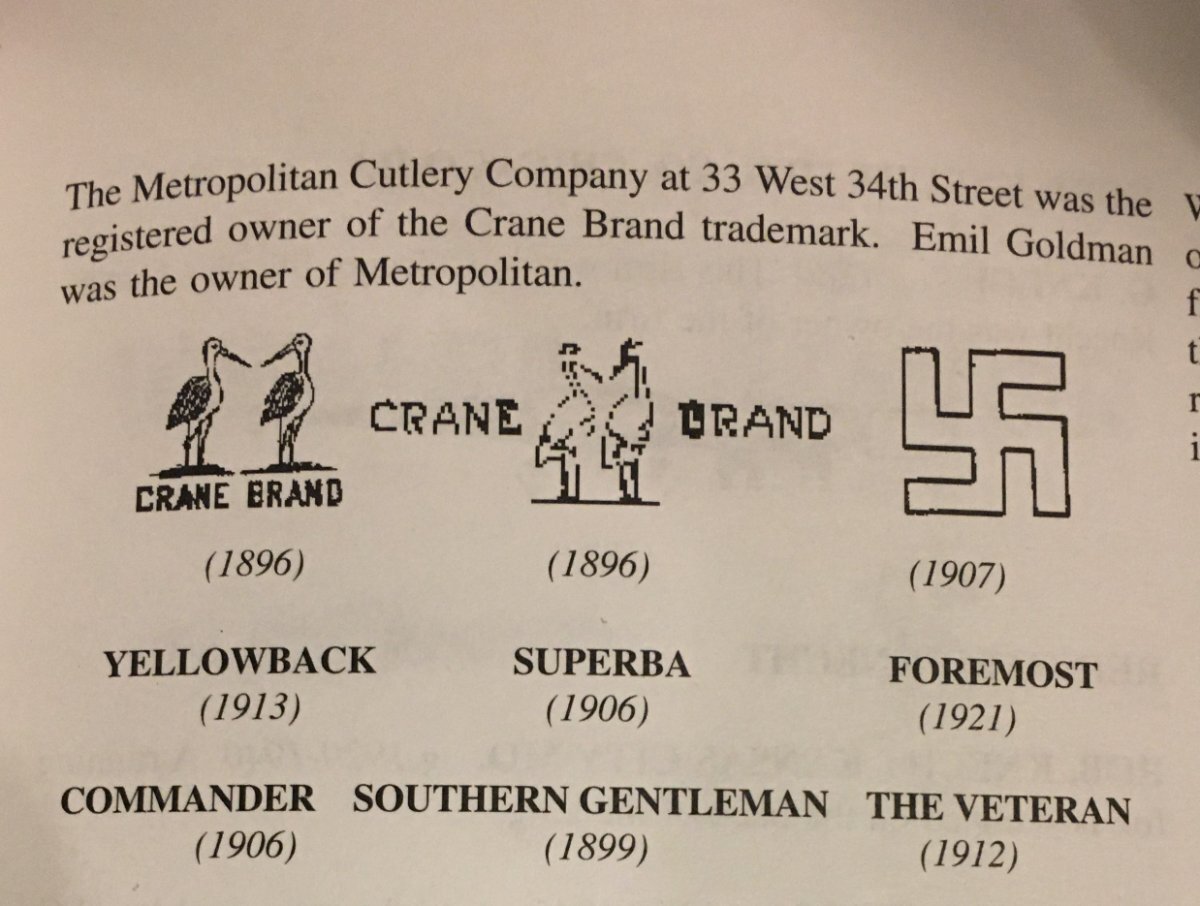 The Metropolitan Cutlery Company at 33 West 34th Street was the
registered owner of the Crane Brand trademark. Emil Goldman
was the owner of Metropolitan.
CRANE BRAND
CRANE BRAND
(1896) (1896) (1907)
YELLOWBACK SUPERBA FOREMOST
(1913) (1906) (1921)
COMMANDER SOUTHERN GENTLEMAN THE VETERAN
(1906) (1899) (1912)